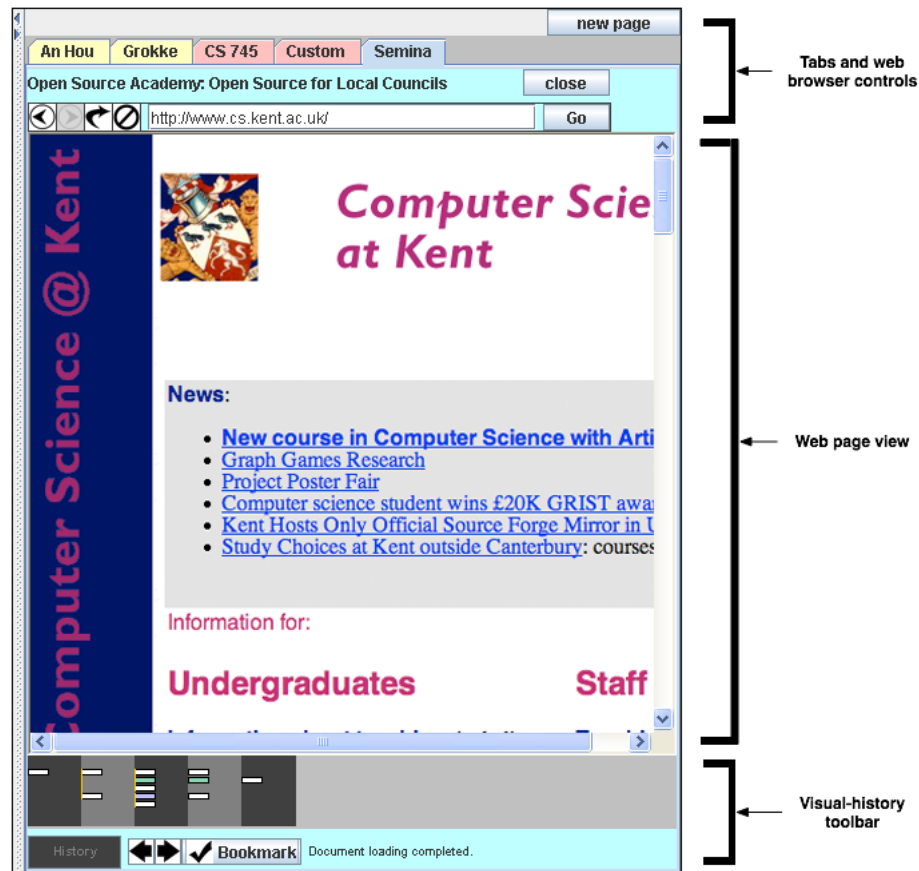 new page
An Hou Grokke CS 745 Custom Semina
Open Source Academy: Open Source for Local Councils close
http://www.cs.kent.ac.uk/ Go
Computer Science @ Kent
Computer Scie
at Kent
News:
New course in Computer Science with Arti
Graph Games Research
Project Poster Fair
Computer science student wins £20K GRIST awa
Kent Hosts Only Official Source Forge Mirror in U
Study Choices at Kent outside Canterbury: courses
Information for:
Undergraduates Staff
History Bookmark Document loading completed.
Tabs and web
browser controls
Web page view
Visual-history
toolbar